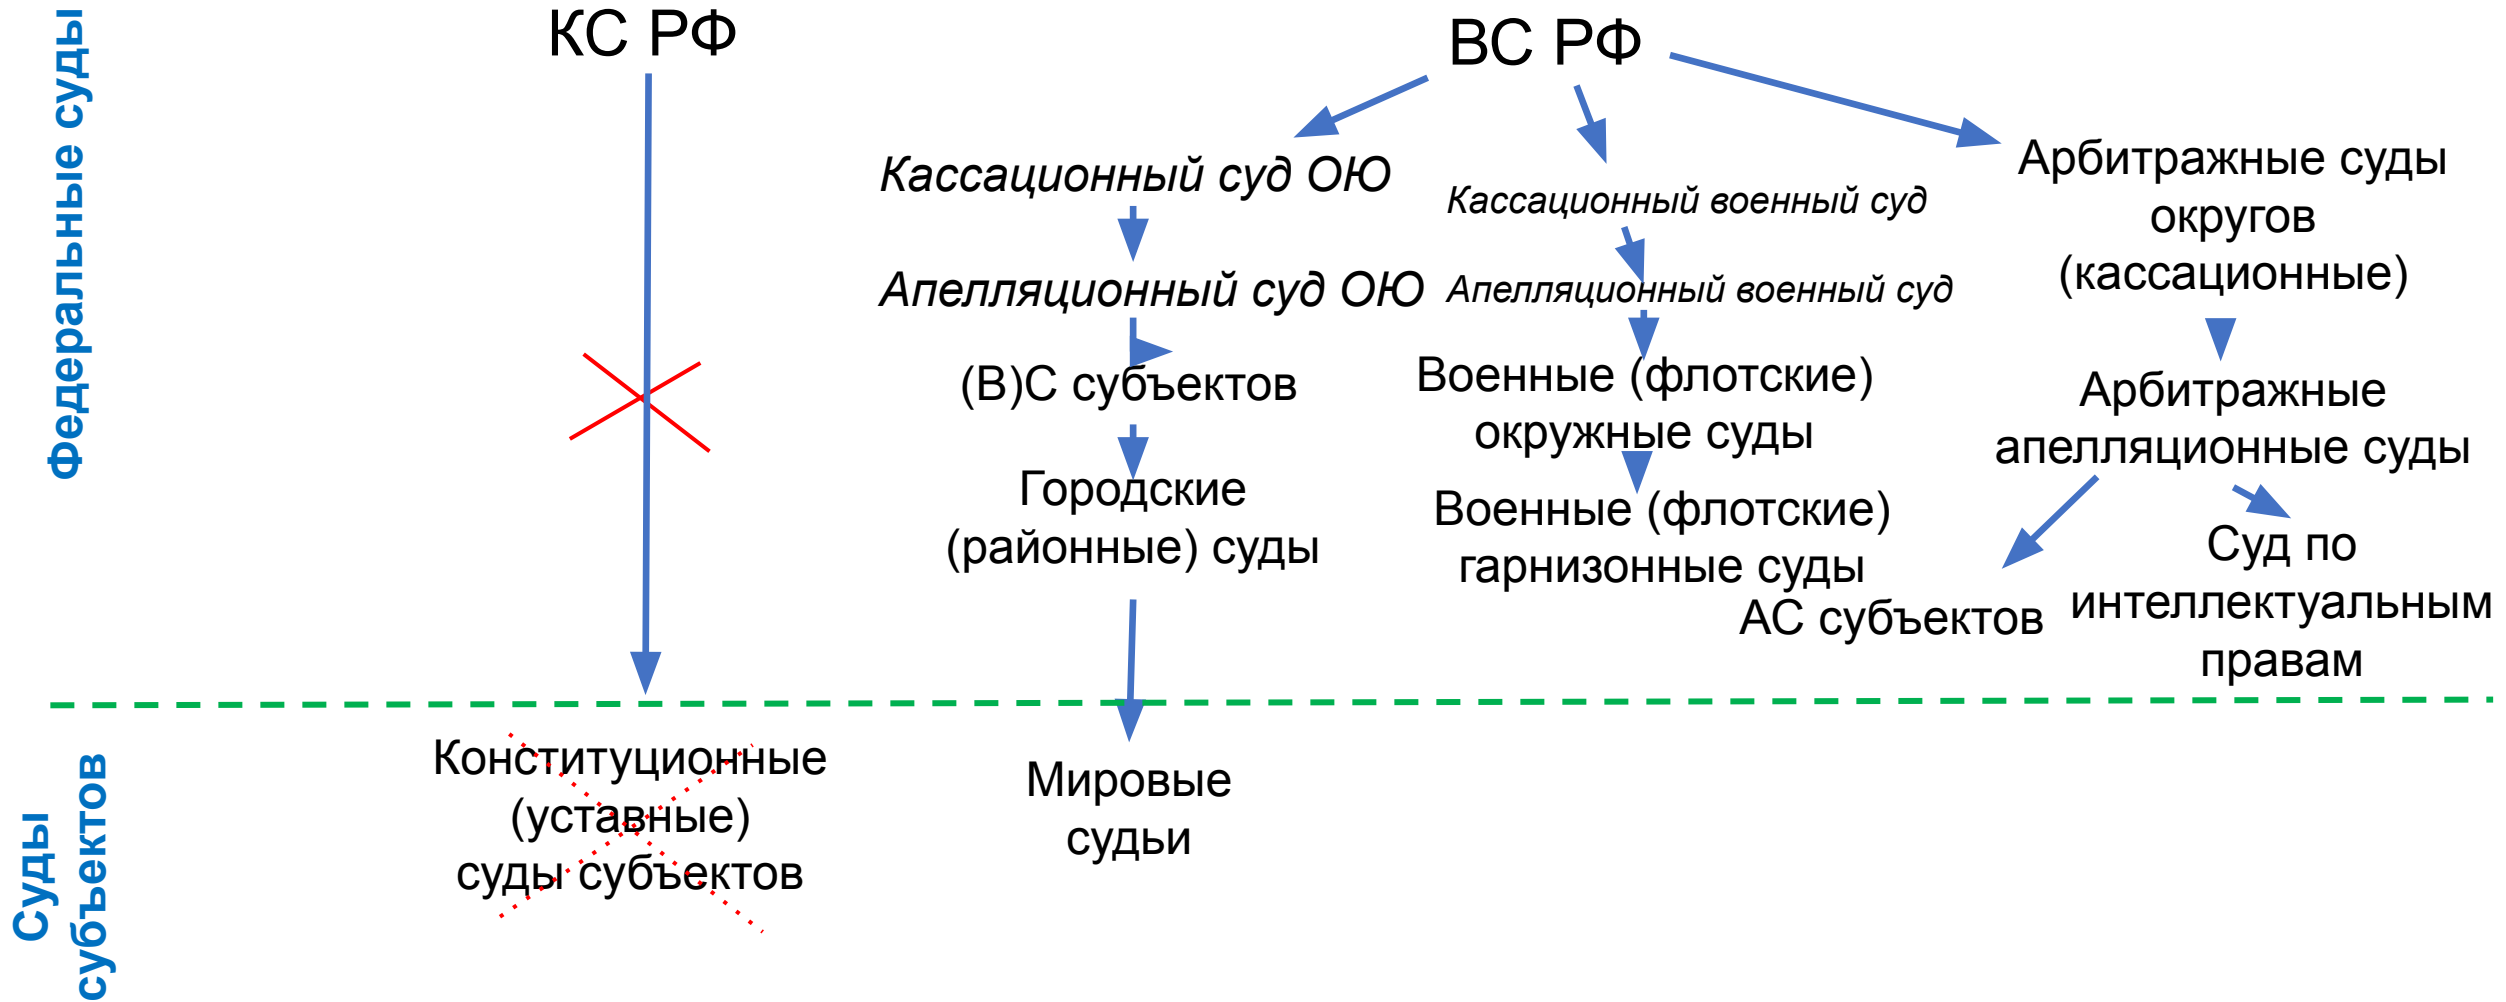 Федеральные суды
КС РФ
ВС РФ
Кассационный суд ОЮ
Апелляционный суд ОЮ
(В)С субъектов
Городские
(районные) суды
Кассационный военный суд
Апелляционный военный суд
Военные (флотские)
окружные суды
Военные (флотские)
гарнизонные суды
Арбитражные суды
округов
(кассационные)
Арбитражные
апелляционные суды
АС субъектов
Суд по
интеллектуальным
правам
Суды
субъектов
Конституционные
(уставные)
суды субъектов
Мировые
судьи